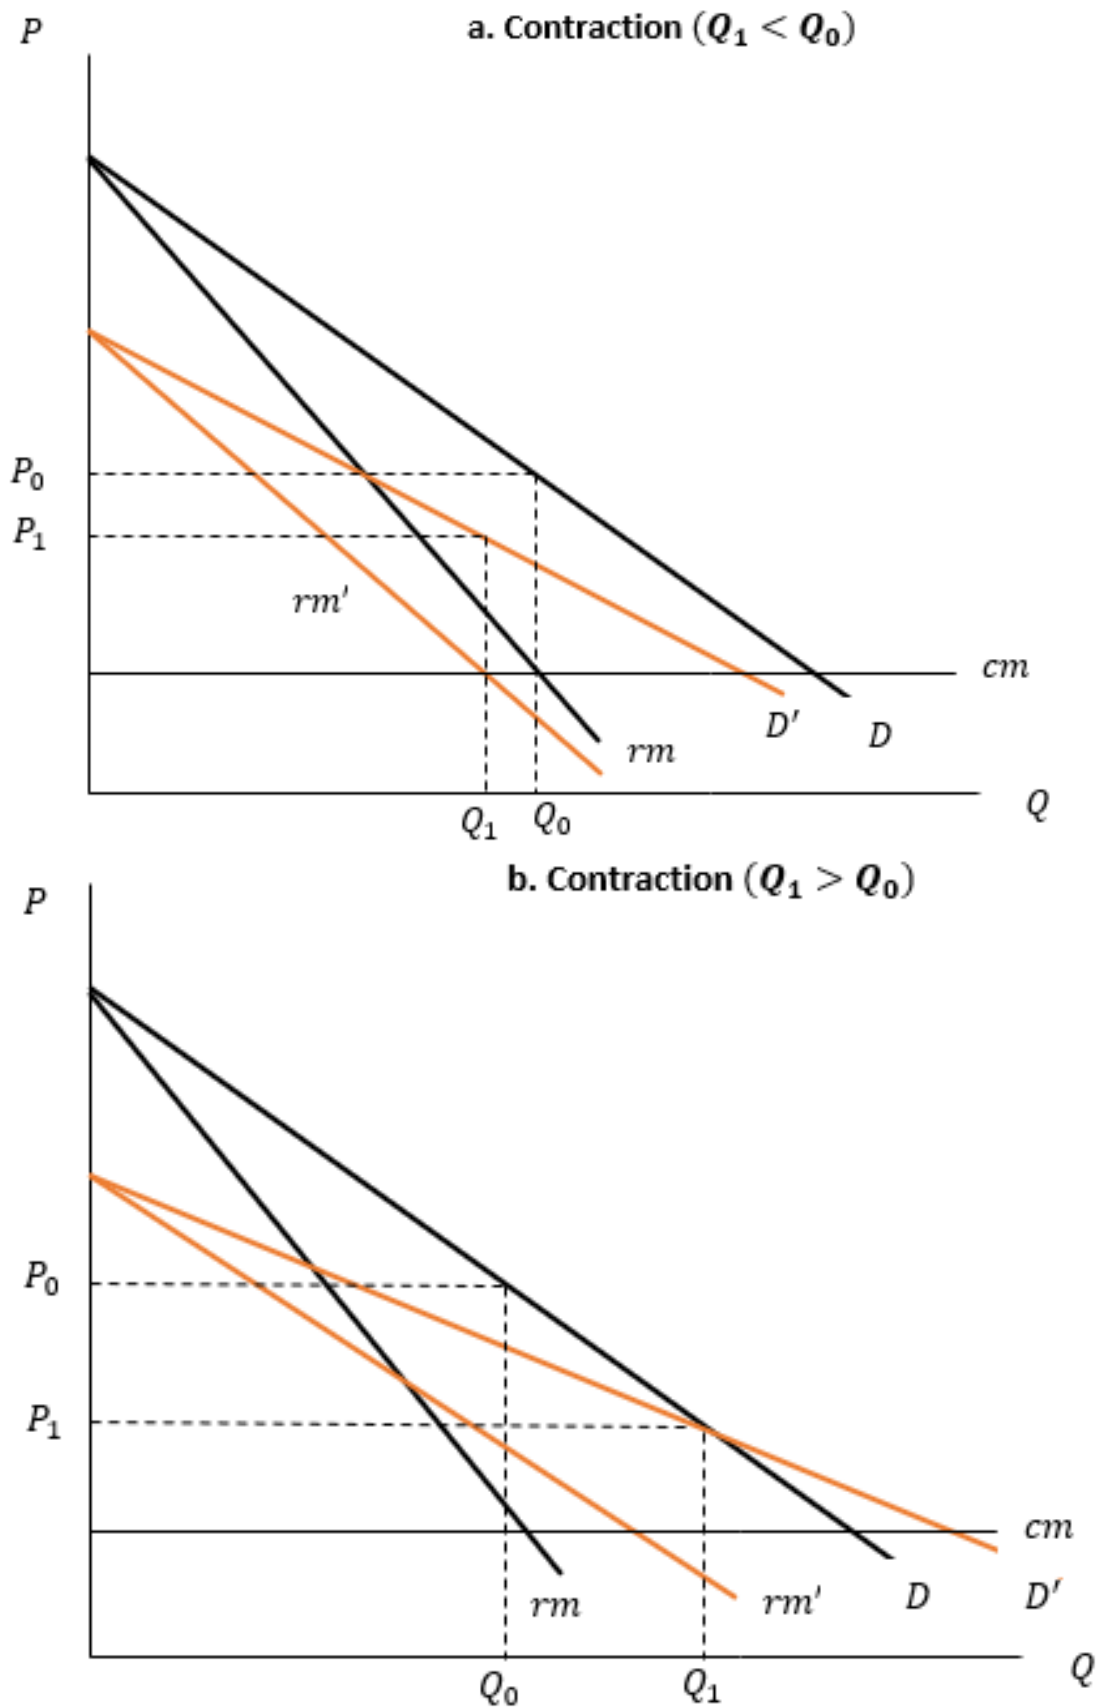 a. Contraction (Q₁ < Q₀)
P
P₀
P₁
rm′
cm
D′
D
rm
Q₁
Q₀
Q
b. Contraction (Q₁ > Q₀)
P
P₀
P₁
cm
rm
rm′
D
D′
Q₀
Q₁
Q